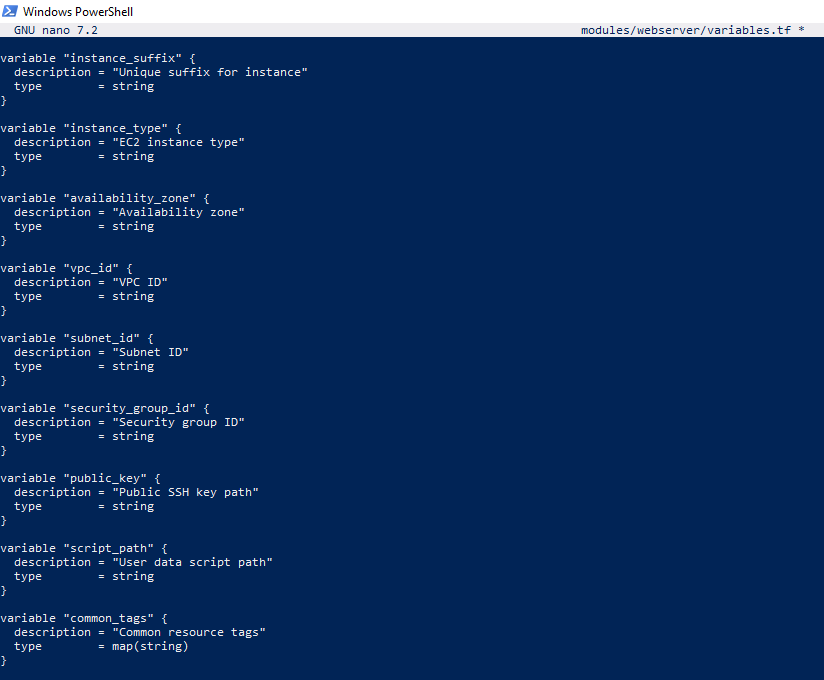 Windows PowerShell
GNU nano 7.2 modules/webserver/variables.tf *
variable "instance_suffix" {
  description = "Unique suffix for instance"
  type        = string
}
variable "instance_type" {
  description = "EC2 instance type"
  type        = string
}
variable "availability_zone" {
  description = "Availability zone"
  type        = string
}
variable "vpc_id" {
  description = "VPC ID"
  type        = string
}
variable "subnet_id" {
  description = "Subnet ID"
  type        = string
}
variable "security_group_id" {
  description = "Security group ID"
  type        = string
}
variable "public_key" {
  description = "Public SSH key path"
  type        = string
}
variable "script_path" {
  description = "User data script path"
  type        = string
}
variable "common_tags" {
  description = "Common resource tags"
  type        = map(string)
}